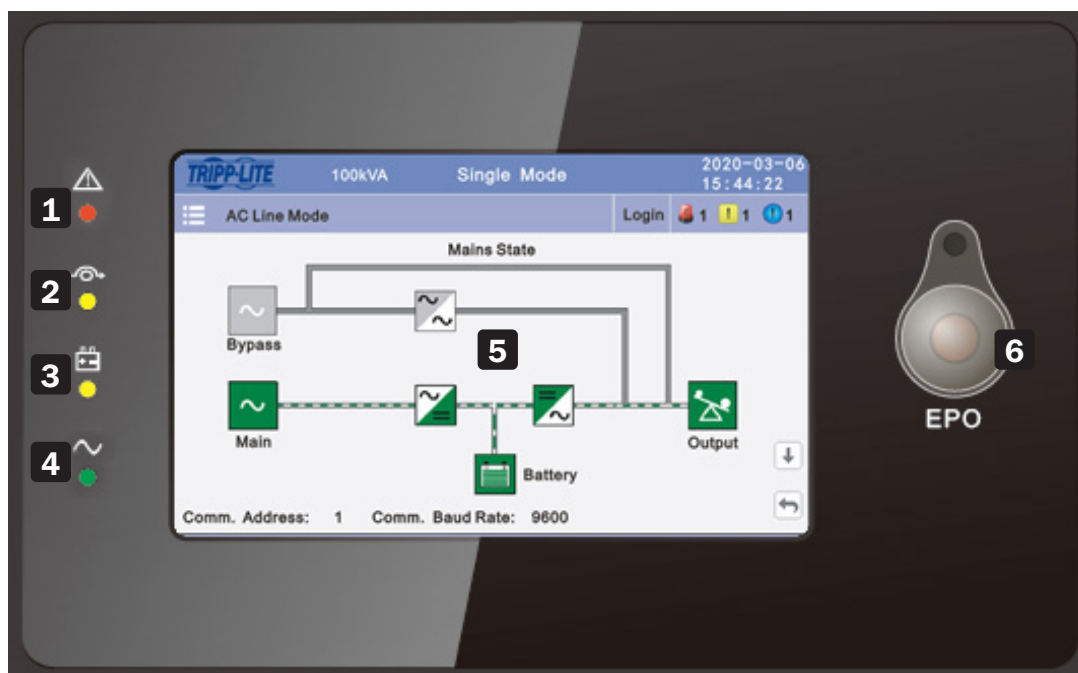 TRIPP-LITE 100kVA Single Mode 2020-03-06
15:44:22
AC Line Mode Login 1 1 1
Mains State
Bypass
Main
Battery
Output
Comm. Address: 1 Comm. Baud Rate: 9600
1
2
3
4
5
6
EPO